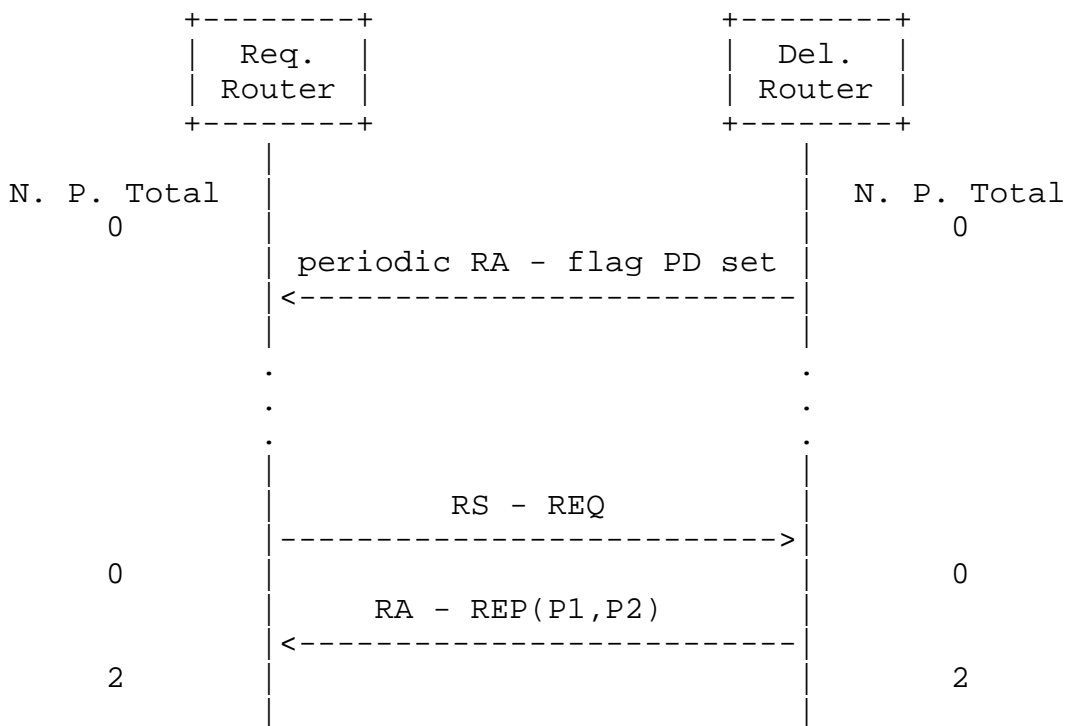 +--------+ +--------+
| Req. | | Del. |
| Router | | Router |
+--------+ +--------+
| |
N. P. Total | | N. P. Total
0 | | 0
| periodic RA - flag PD set |
|<-------------------------|
| |
. .
. .
. .
| |
| RS - REQ |
|------------------------->|
0 | | 0
| RA - REP(P1,P2) |
|<-------------------------|
2 | | 2
| |